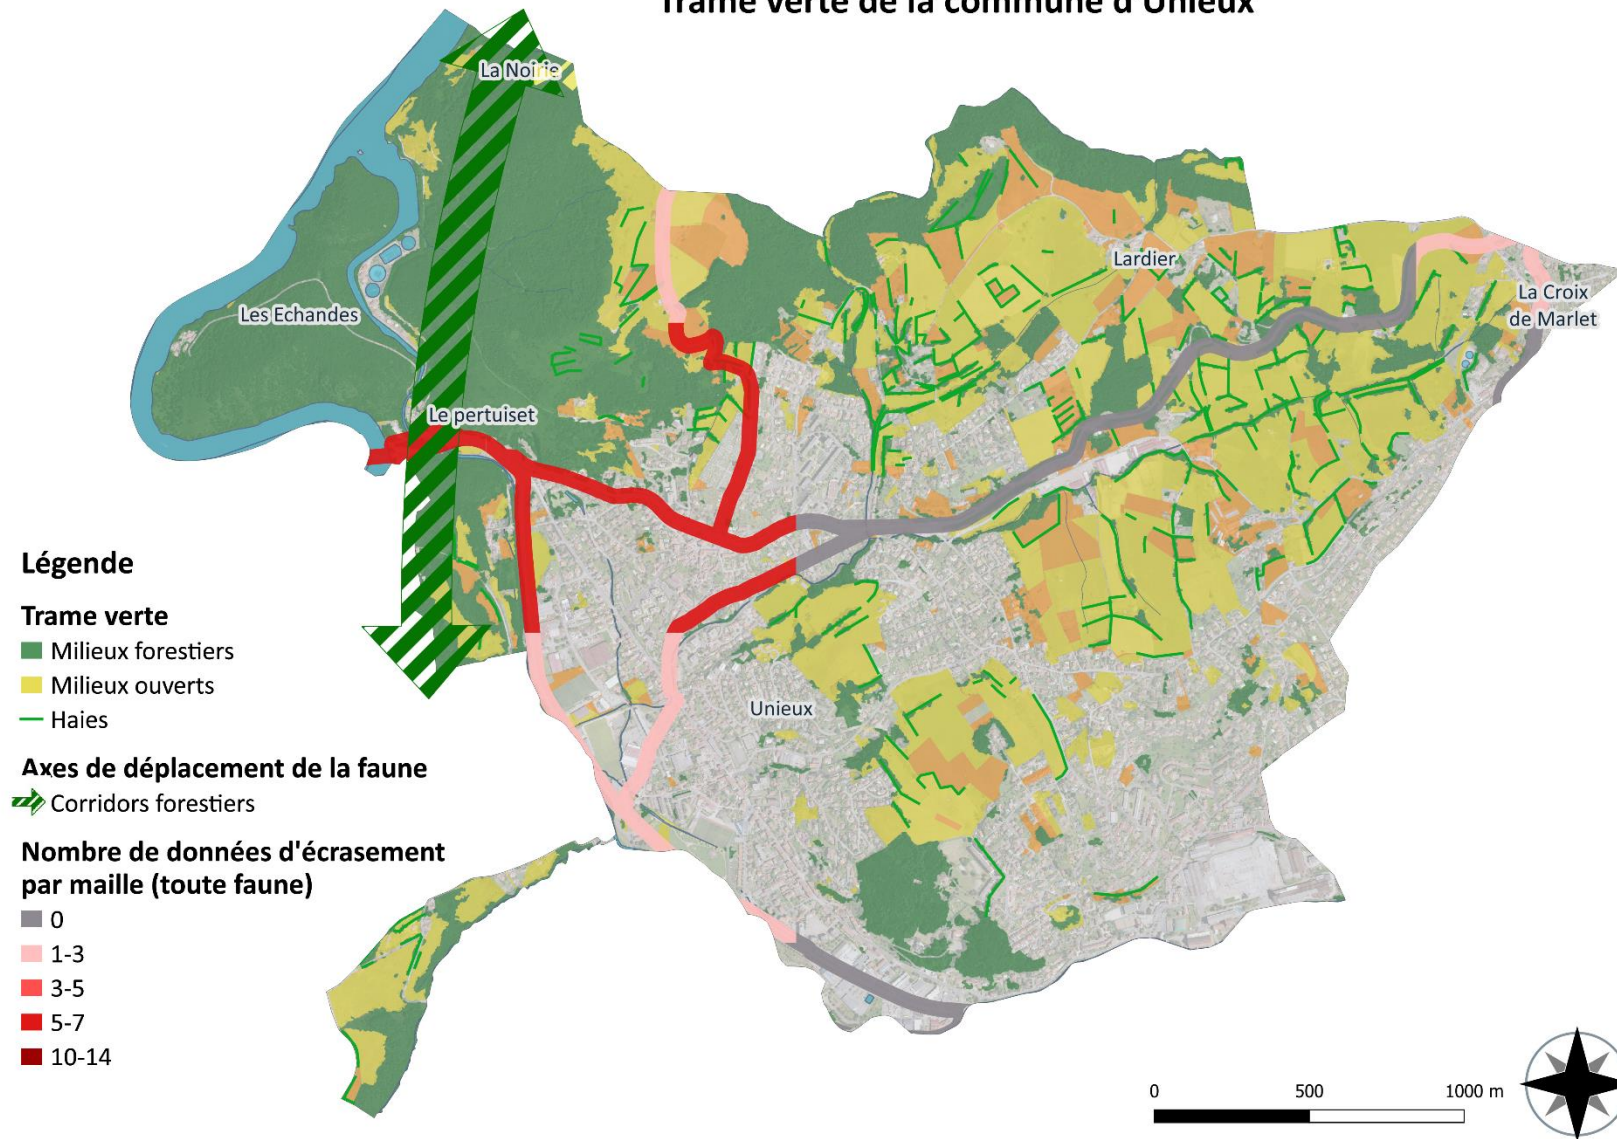 Trame verte de la commune d'Unieux
La Noirie
Lardier
Les Echandes
La Croix
de Marlet
Le pertuiset
Unieux
Légende
Trame verte
Milieux forestiers
Milieux ouverts
Haies
Axes de déplacement de la faune
Corridors forestiers
Nombre de données d'écrasement
par maille (toute faune)
0
1-3
3-5
5-7
10-14
0 500 1000 m